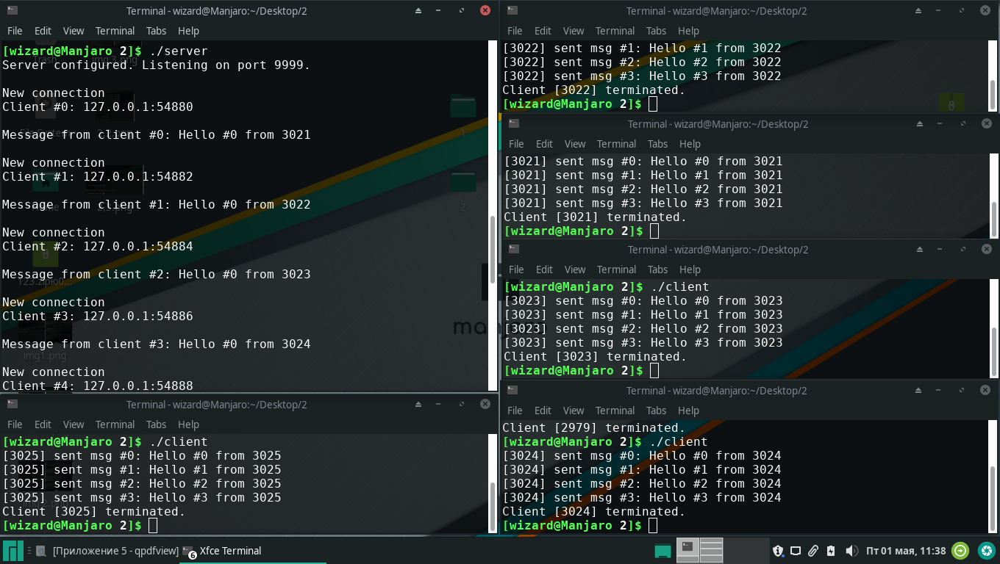 Terminal - wizard@Manjaro:~/Desktop/2
File Edit View Terminal Tabs Help
[wizard@Manjaro 2]$ ./server
Server configured. Listening on port 9999.
New connection
Client #0: 127.0.0.1:54880
Message from client #0: Hello #0 from 3021
New connection
Client #1: 127.0.0.1:54882
Message from client #1: Hello #0 from 3022
New connection
Client #2: 127.0.0.1:54884
Message from client #2: Hello #0 from 3023
New connection
Client #3: 127.0.0.1:54886
Message from client #3: Hello #0 from 3024
New connection
Client #4: 127.0.0.1:54888
Trash
Home
img1.png
1
2
Terminal - wizard@Manjaro:~/Desktop/2
File Edit View Terminal Tabs Help
[wizard@Manjaro 2]$ ./client
[3025] sent msg #0: Hello #0 from 3025
[3025] sent msg #1: Hello #1 from 3025
[3025] sent msg #2: Hello #2 from 3025
[3025] sent msg #3: Hello #3 from 3025
Client [3025] terminated.
[wizard@Manjaro 2]$
Terminal - wizard@Manjaro:~/Desktop/2
File Edit View Terminal Tabs Help
[3022] sent msg #1: Hello #1 from 3022
[3022] sent msg #2: Hello #2 from 3022
[3022] sent msg #3: Hello #3 from 3022
Client [3022] terminated.
[wizard@Manjaro 2]$
Terminal - wizard@Manjaro:~/Desktop/2
File Edit View Terminal Tabs Help
[3021] sent msg #0: Hello #0 from 3021
[3021] sent msg #1: Hello #1 from 3021
[3021] sent msg #2: Hello #2 from 3021
[3021] sent msg #3: Hello #3 from 3021
Client [3021] terminated.
[wizard@Manjaro 2]$
Terminal - wizard@Manjaro:~/Desktop/2
File Edit View Terminal Tabs Help
[wizard@Manjaro 2]$ ./client
[3023] sent msg #0: Hello #0 from 3023
[3023] sent msg #1: Hello #1 from 3023
[3023] sent msg #2: Hello #2 from 3023
[3023] sent msg #3: Hello #3 from 3023
Client [3023] terminated.
[wizard@Manjaro 2]$
Terminal - wizard@Manjaro:~/Desktop/2
File Edit View Terminal Tabs Help
Client [2979] terminated.
[wizard@Manjaro 2]$ ./client
[3024] sent msg #0: Hello #0 from 3024
[3024] sent msg #1: Hello #1 from 3024
[3024] sent msg #2: Hello #2 from 3024
[3024] sent msg #3: Hello #3 from 3024
Client [3024] terminated.
[wizard@Manjaro 2]$
[Приложение 5 - qpdfview]
6
Xfce Terminal
Пт 01 мая, 11:38